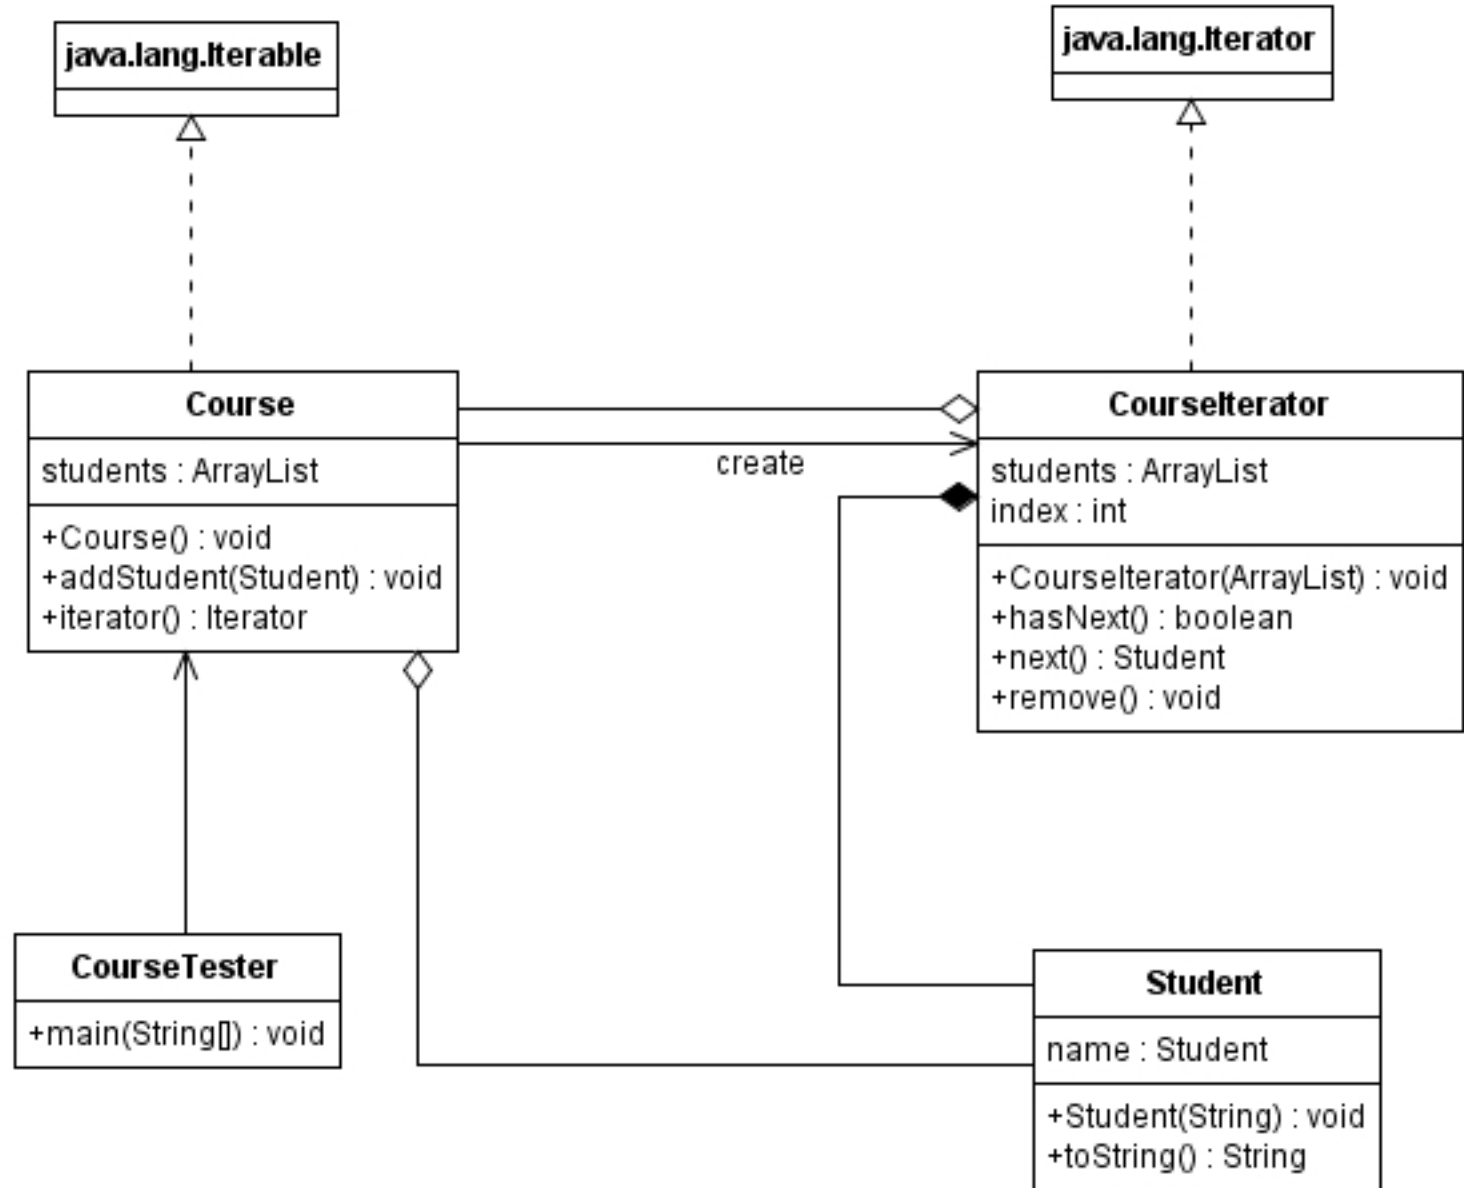 java.lang.Iterable
java.lang.Iterator
Course
students : ArrayList
+Course() : void
+addStudent(Student) : void
+iterator() : Iterator
create
CourseIterator
students : ArrayList
index : int
+CourseIterator(ArrayList) : void
+hasNext() : boolean
+next() : Student
+remove() : void
CourseTester
+main(String[]) : void
Student
name : Student
+Student(String) : void
+toString() : String